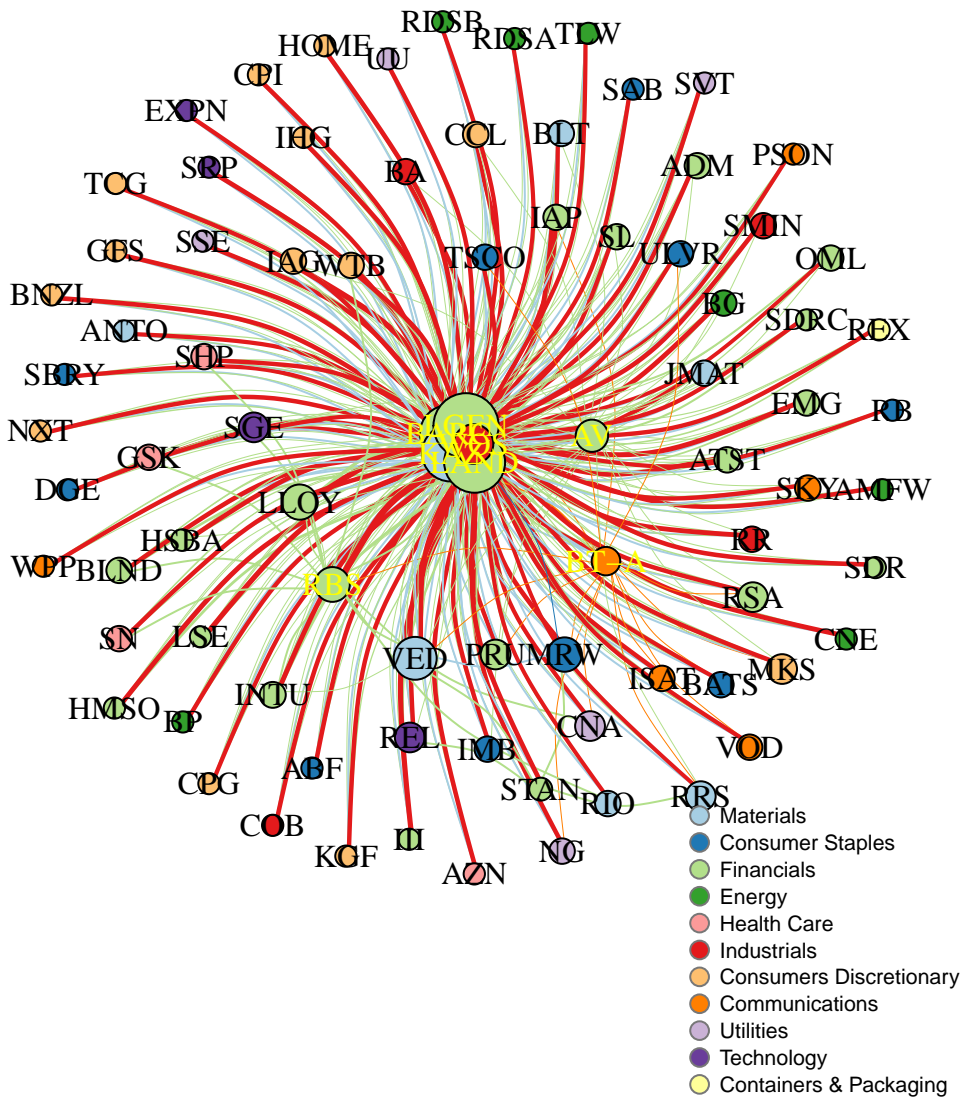 RDSB
RDSA
TLW
HOME
UU
CPI
SAB
SVT
EXPN
IHG
CCL
BLT
PSON
SRP
BA
ADM
TCG
IAP
SMIN
SL
GFS
SSE
IAG
WTB
TSCO
ULVR
OML
BNZL
BG
SDRC
ANTO
REX
SHP
SBRY
JMAT
EMG
RB
NXT
SGE
LGEN
AV
GSK
LAND
ATST
DGE
LLOY
SKY
AMFW
HSBA
RR
WPP
BLND
BT−A
SDR
RBS
RSA
SN
LSE
CNE
VED
PRU
MRW
MKS
ISAT
BATS
HMSO
BP
INTU
CNA
REL
IMB
VOD
CPG
ABF
STAN
RIO
RRS
COB
III
KGF
NG
AZN
Materials
Consumer Staples
Financials
Energy
Health Care
Industrials
Consumers Discretionary
Communications
Utilities
Technology
Containers & Packaging